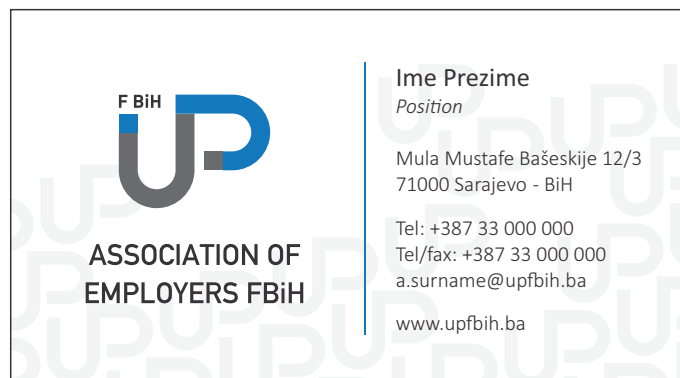 F BiH
UP
ASSOCIATION OF
EMPLOYERS FBiH
Ime Prezime
Position
Mula Mustafe Bašeskije 12/3
71000 Sarajevo - BiH
Tel: +387 33 000 000
Tel/fax: +387 33 000 000
a.surname@upfbih.ba
www.upfbih.ba